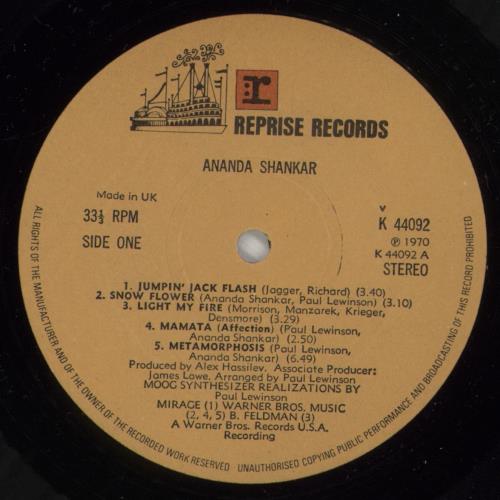 r
REPRISE RECORDS
ANANDA SHANKAR
Made in UK
33⅓ RPM
SIDE ONE
v
K 44092
℗ 1970
K 44092 A
STEREO
1. JUMPIN' JACK FLASH (Jagger, Richard) (3.40)
2. SNOW FLOWER (Ananda Shankar, Paul Lewinson) (3.10)
3. LIGHT MY FIRE (Morrison, Manzarek, Krieger,
Densmore) (3.29)
4. MAMATA (Affection) (Paul Lewinson,
Ananda Shankar) (2.50)
5. METAMORPHOSIS (Paul Lewinson,
Ananda Shankar) (6.49)
Produced by Alex Hassilev. Associate Producer:
James Lowe. Arranged by Paul Lewinson
MOOG SYNTHESIZER REALIZATIONS BY
Paul Lewinson
MIRAGE (1) WARNER BROS. MUSIC
(2, 4, 5) B. FELDMAN (3)
A Warner Bros. Records U.S.A.
Recording
ALL RIGHTS OF THE MANUFACTURER AND OF THE OWNER OF THE RECORDED WORK RESERVED UNAUTHORISED COPYING PUBLIC PERFORMANCE AND BROADCASTING OF THIS RECORD PROHIBITED